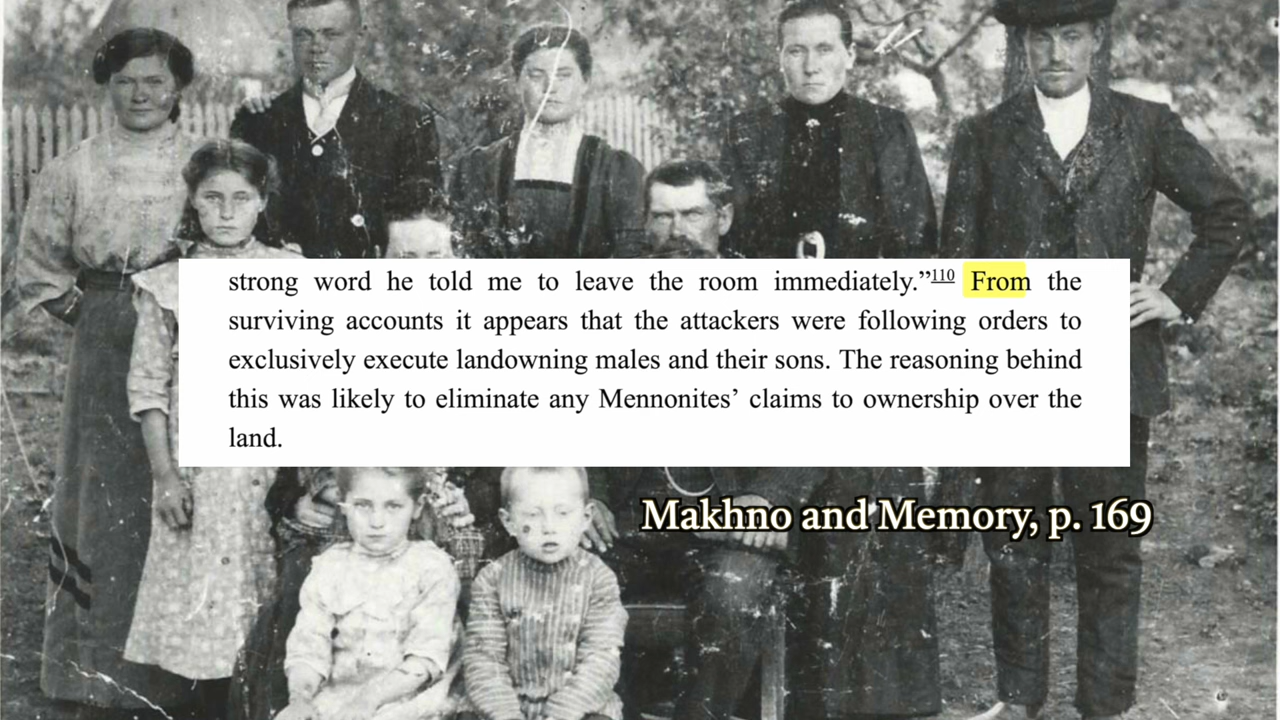 strong word he told me to leave the room immediately.”110 From the
surviving accounts it appears that the attackers were following orders to
exclusively execute landowning males and their sons. The reasoning behind
this was likely to eliminate any Mennonites’ claims to ownership over the
land.
Makhno and Memory, p. 169